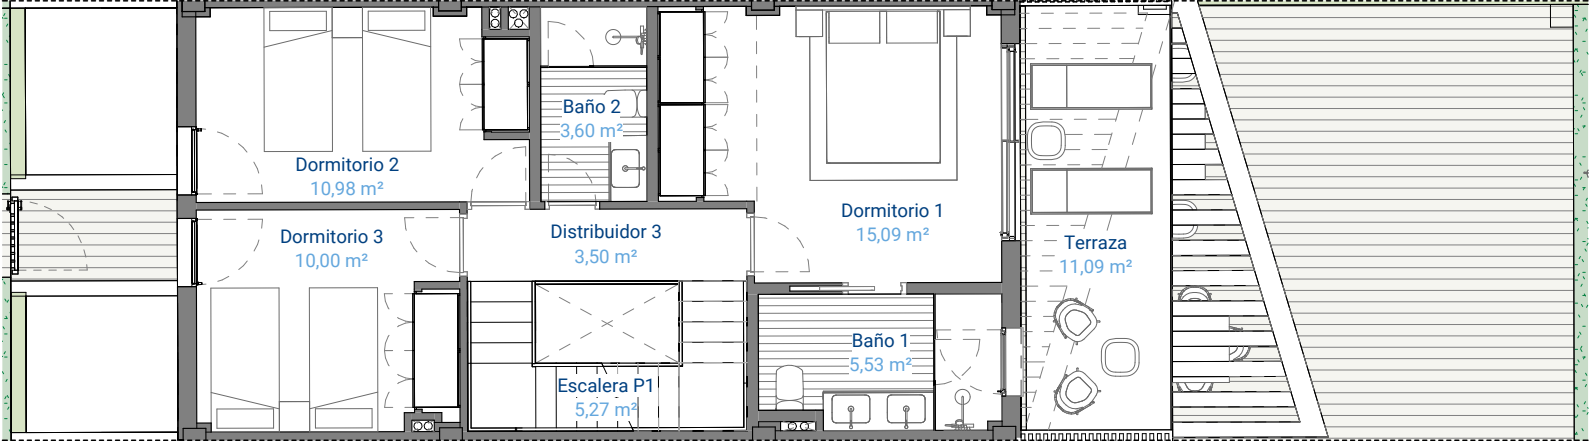 Baño 2
3,60 m²
Dormitorio 2
10,98 m²
Dormitorio 1
15,09 m²
Dormitorio 3
10,00 m²
Distribuidor 3
3,50 m²
Terraza
11,09 m²
Baño 1
5,53 m²
Escalera P1
5,27 m²